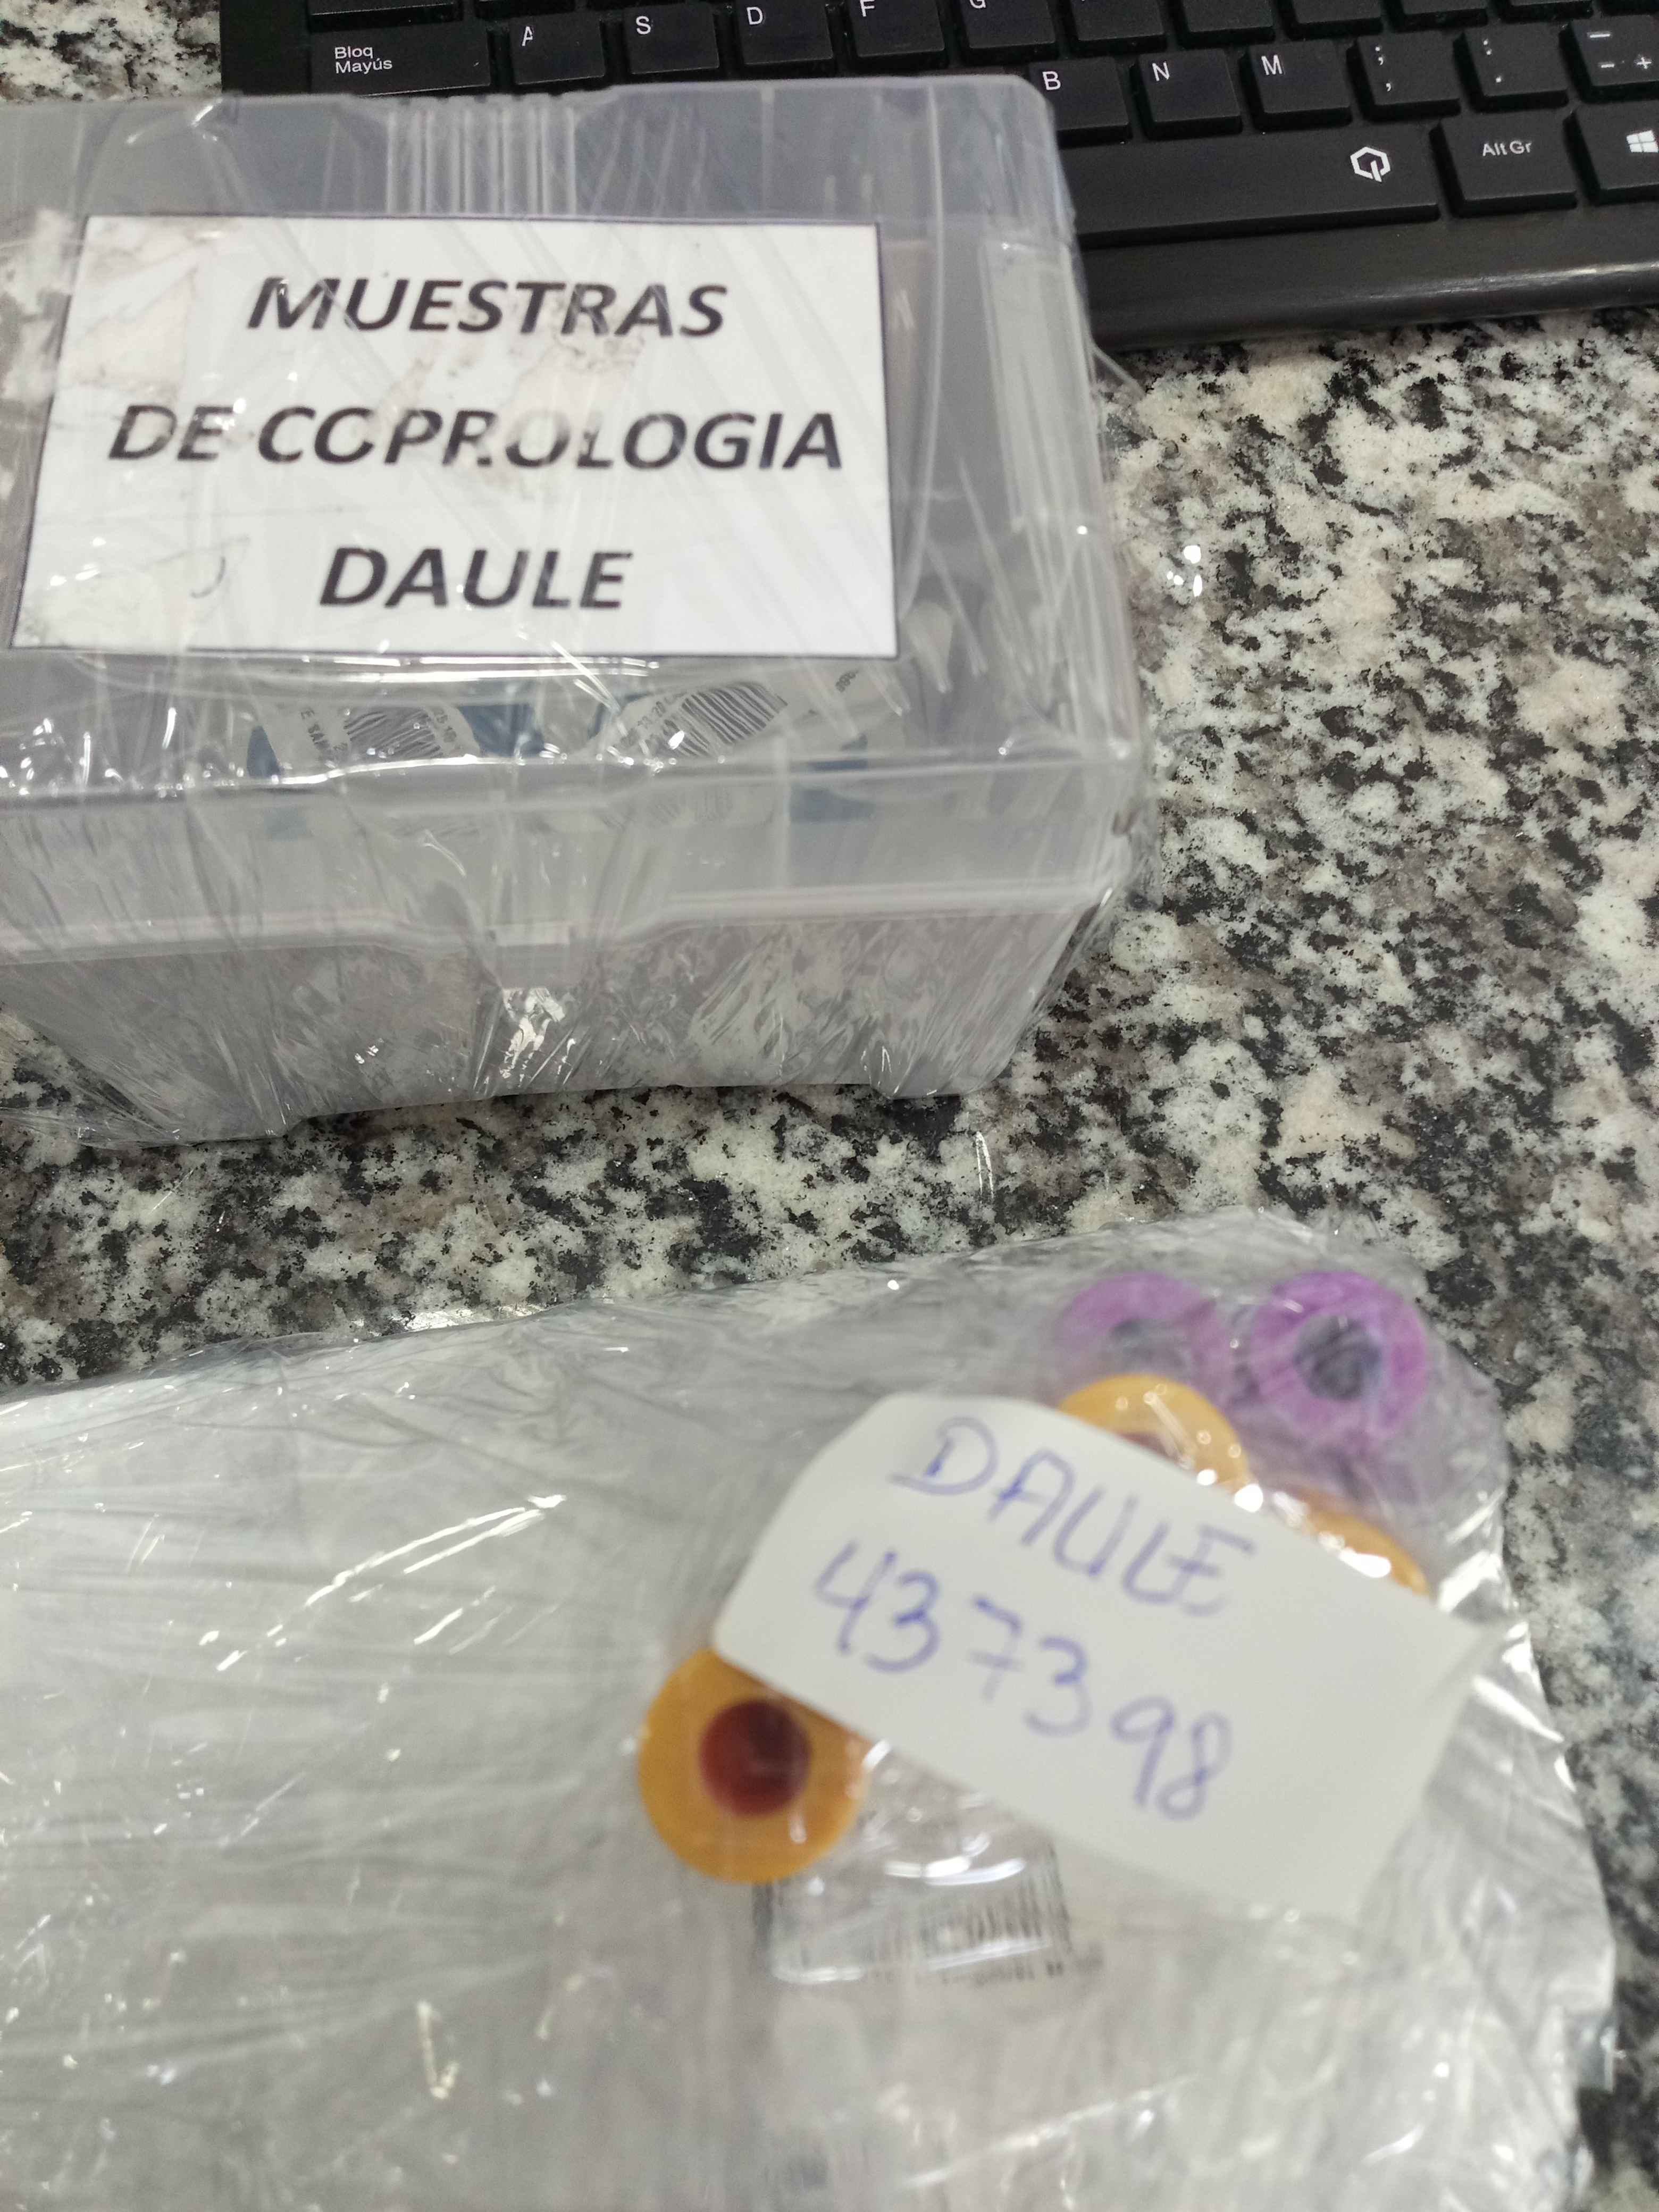 Bloq
Mayús
A
S
D
F
G
B
N
M
;
,
:
.
_
- +
Alt Gr
MUESTRAS
DE COPROLOGIA
DAULE
DAULE
437398